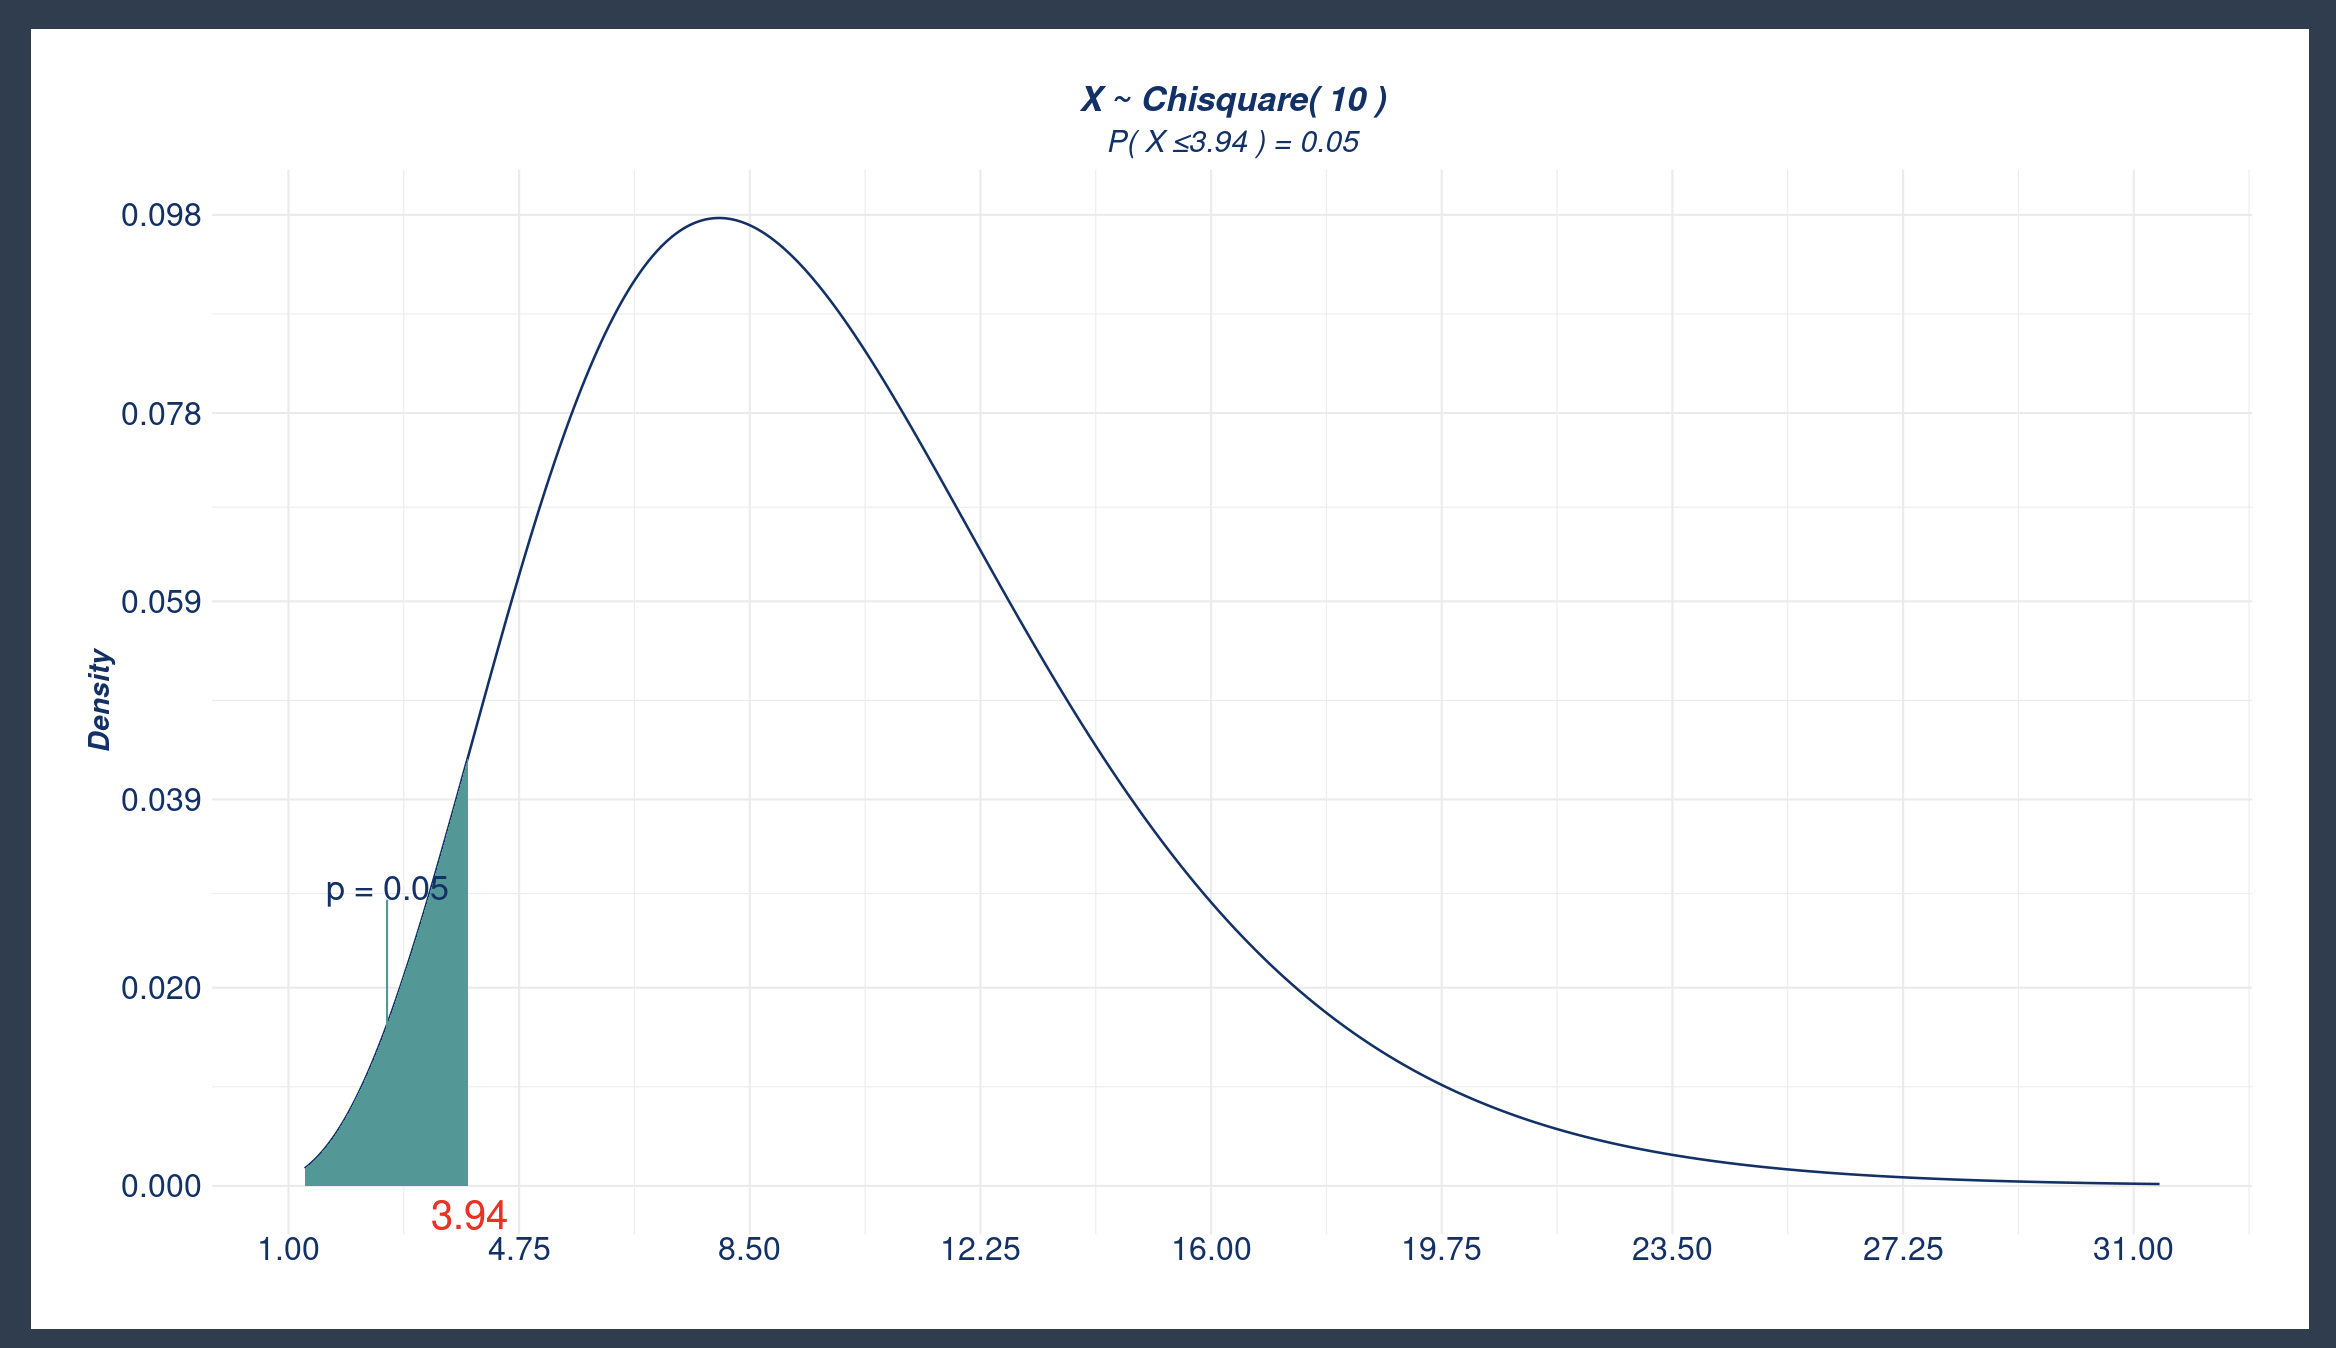 X ~ Chisquare( 10 )
P( X ≤3.94 ) = 0.05
0.098
0.078
0.059
0.039
0.020
0.000
Density
p = 0.05
3.94
1.00 4.75 8.50 12.25 16.00 19.75 23.50 27.25 31.00